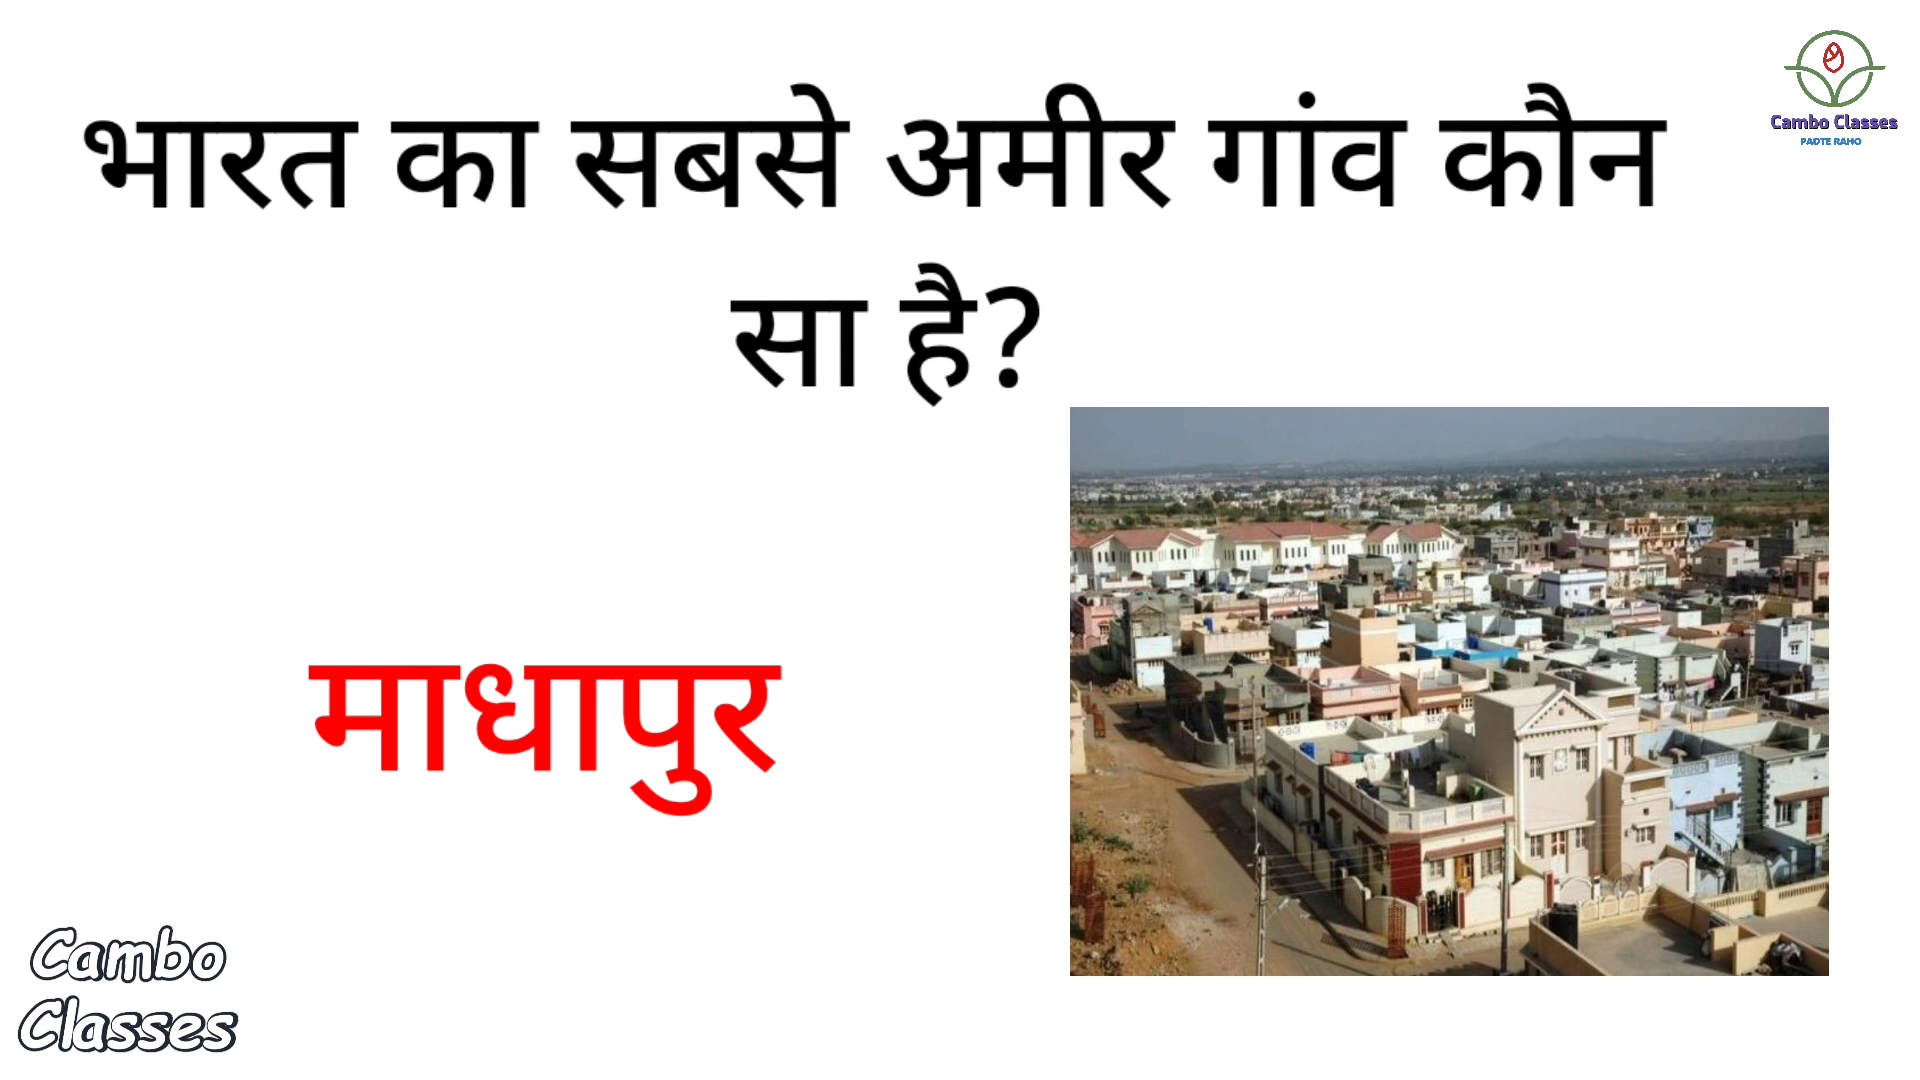 भारत का सबसे अमीर गांव कौन
सा है?
माधापुर
Cambo Classes
PADTE RAHO
Cambo
Classes